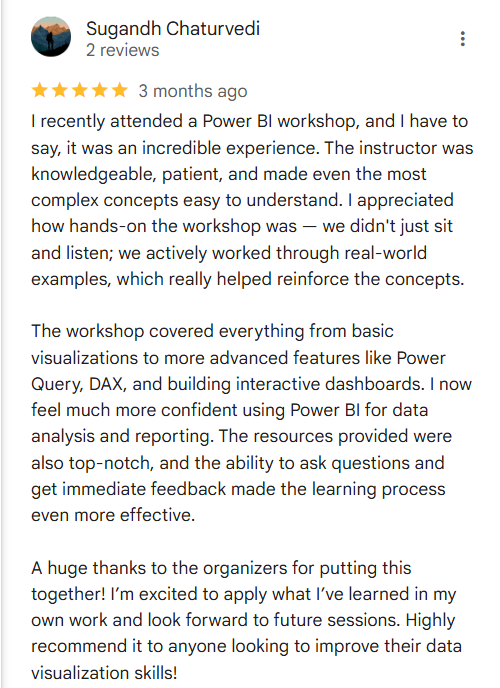 Sugandh Chaturvedi
2 reviews
3 months ago
I recently attended a Power BI workshop, and I have to
say, it was an incredible experience. The instructor was
knowledgeable, patient, and made even the most
complex concepts easy to understand. I appreciated
how hands-on the workshop was — we didn't just sit
and listen; we actively worked through real-world
examples, which really helped reinforce the concepts.
The workshop covered everything from basic
visualizations to more advanced features like Power
Query, DAX, and building interactive dashboards. I now
feel much more confident using Power BI for data
analysis and reporting. The resources provided were
also top-notch, and the ability to ask questions and
get immediate feedback made the learning process
even more effective.
A huge thanks to the organizers for putting this
together! I’m excited to apply what I’ve learned in my
own work and look forward to future sessions. Highly
recommend it to anyone looking to improve their data
visualization skills!